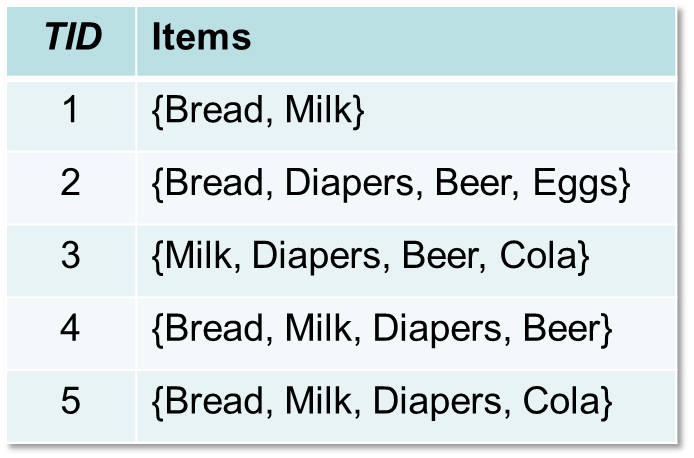 TID Items
1 {Bread, Milk}
2 {Bread, Diapers, Beer, Eggs}
3 {Milk, Diapers, Beer, Cola}
4 {Bread, Milk, Diapers, Beer}
5 {Bread, Milk, Diapers, Cola}